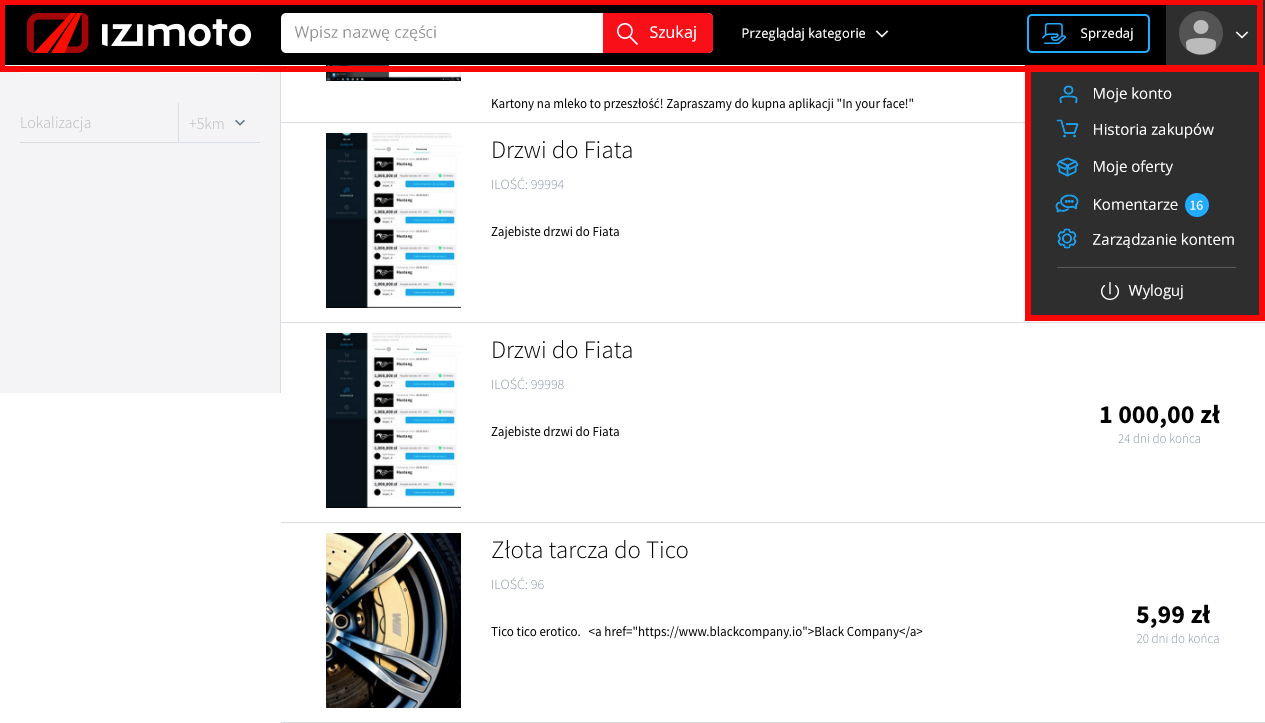 IZIMOTO
Wpisz nazwę części
Szukaj
Przeglądaj kategorie
Sprzedaj
Moje konto
Historia zakupów
Moje oferty
Komentarze 16
Zarządzanie kontem
Wyloguj
Lokalizacja
+5km
Kartony na mleko to przeszłość! Zapraszamy do kupna aplikacji "In your face!"
Drzwi do Fiata
ILOŚĆ: 99994
Zajebiste drzwi do Fiata
Drzwi do Fiata
ILOŚĆ: 99998
Zajebiste drzwi do Fiata
1 000,00 zł
24 dni do końca
Złota tarcza do Tico
ILOŚĆ: 96
Tico tico erotico. <a href="https://www.blackcompany.io">Black Company</a>
5,99 zł
20 dni do końca